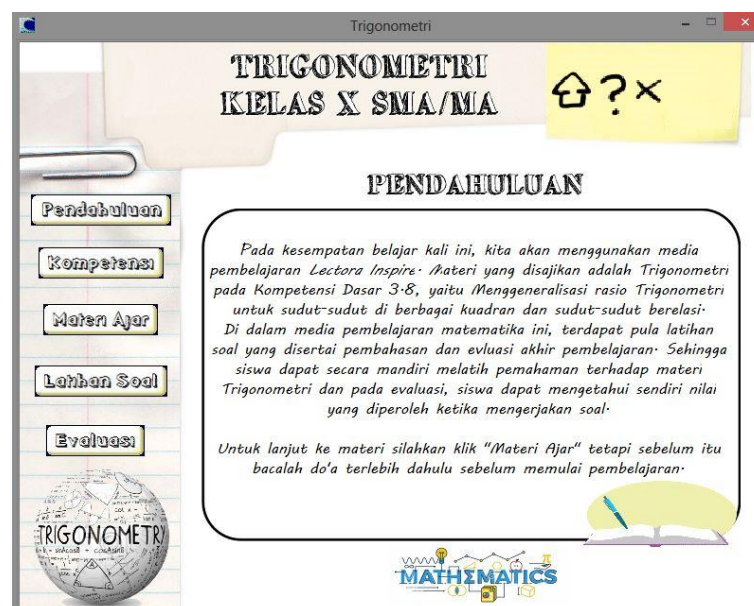 Trigonometri
TRIGONOMETRI
KELAS X SMA/MA
?×
PENDAHULUAN
Pendahuluan
Kompetensi
Materi Ajar
Latihan Soal
Evaluasi
Pada kesempatan belajar kali ini, kita akan menggunakan media
pembelajaran Lectora Inspire. Materi yang disajikan adalah Trigonometri
pada Kompetensi Dasar 3.8, yaitu Menggeneralisasi rasio Trigonometri
untuk sudut-sudut di berbagai kuadran dan sudut-sudut berelasi.
Di dalam media pembelajaran matematika ini, terdapat pula latihan
soal yang disertai pembahasan dan evluasi akhir pembelajaran. Sehingga
siswa dapat secara mandiri melatih pemahaman terhadap materi
Trigonometri dan pada evaluasi, siswa dapat mengetahui sendiri nilai
yang diperoleh ketika mengerjakan soal.
Untuk lanjut ke materi silahkan klik "Materi Ajar" tetapi sebelum itu
bacalah do'a terlebih dahulu sebelum memulai pembelajaran.
TRIGONOMETRI
MATHEMATICS